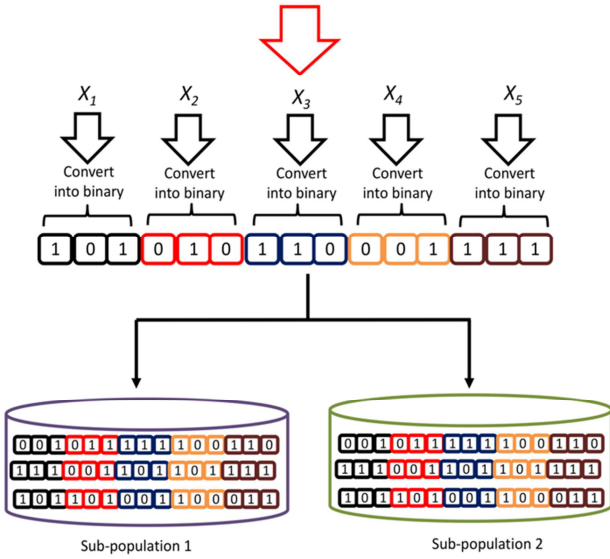 X1 X2 X3 X4 X5
Convert into binary Convert into binary Convert into binary Convert into binary Convert into binary
1 0 1 0 1 0 1 1 0 0 0 1 1 1 1
0 0 1 0 1 1 1 1 1 1 0 0 1 1 0
1 1 1 0 0 1 1 0 1 1 0 1 1 1 1
1 0 1 1 0 1 0 0 1 1 0 0 0 1 1
Sub-population 1
0 0 1 0 1 1 1 1 1 1 0 0 1 1 0
1 1 1 0 0 1 1 0 1 1 0 1 1 1 1
1 0 1 1 0 1 0 0 1 1 0 0 0 1 1
Sub-population 2